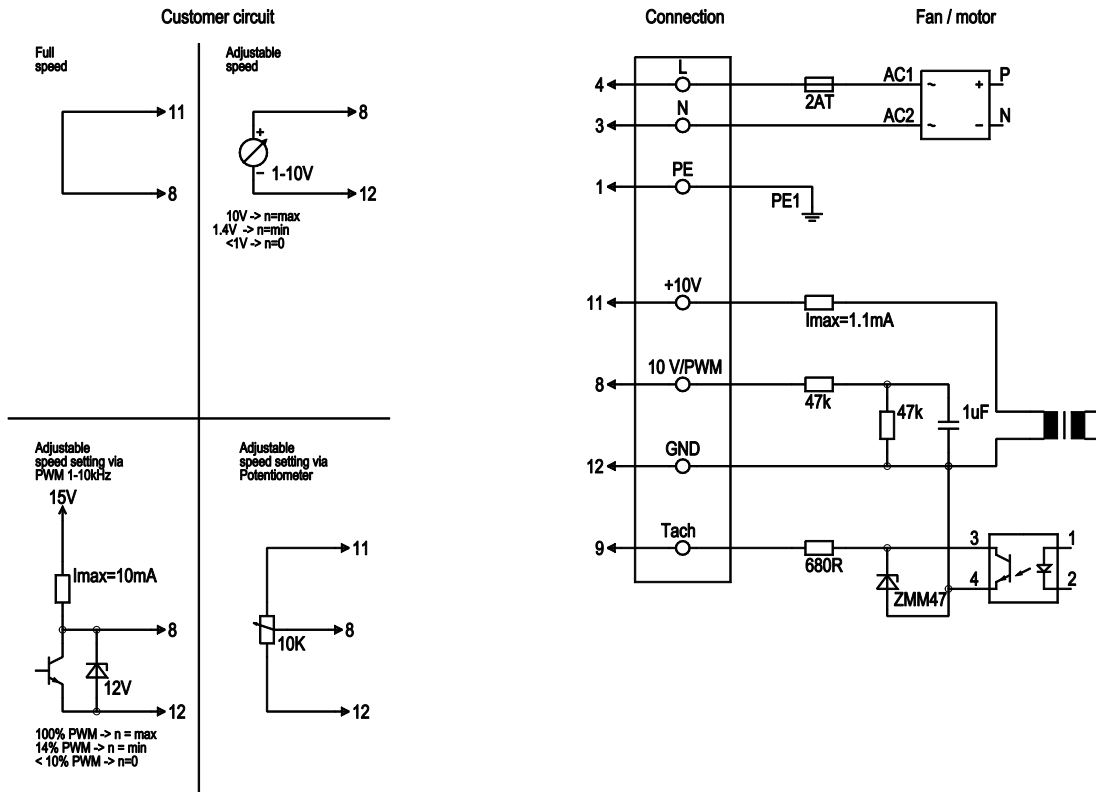 Customer circuit
Connection
Fan / motor
Full
speed
11
8
Adjustable
speed
8
+
− 1-10V
12
10V -> n=max
1.4V -> n=min
<1V -> n=0
Adjustable
speed setting via
PWM 1-10kHz
15V
Imax=10mA
8
12V
12
100% PWM -> n = max
14% PWM -> n = min
< 10% PWM -> n=0
Adjustable
speed setting via
Potentiometer
11
8
10K
12
4
L
2AT
AC1
~
+
P
3
N
AC2
~
−
N
1
PE
PE1
11
+10V
Imax=1.1mA
8
10 V/PWM
47k
47k
1uF
12
GND
9
Tach
680R
ZMM47
3
4
1
2